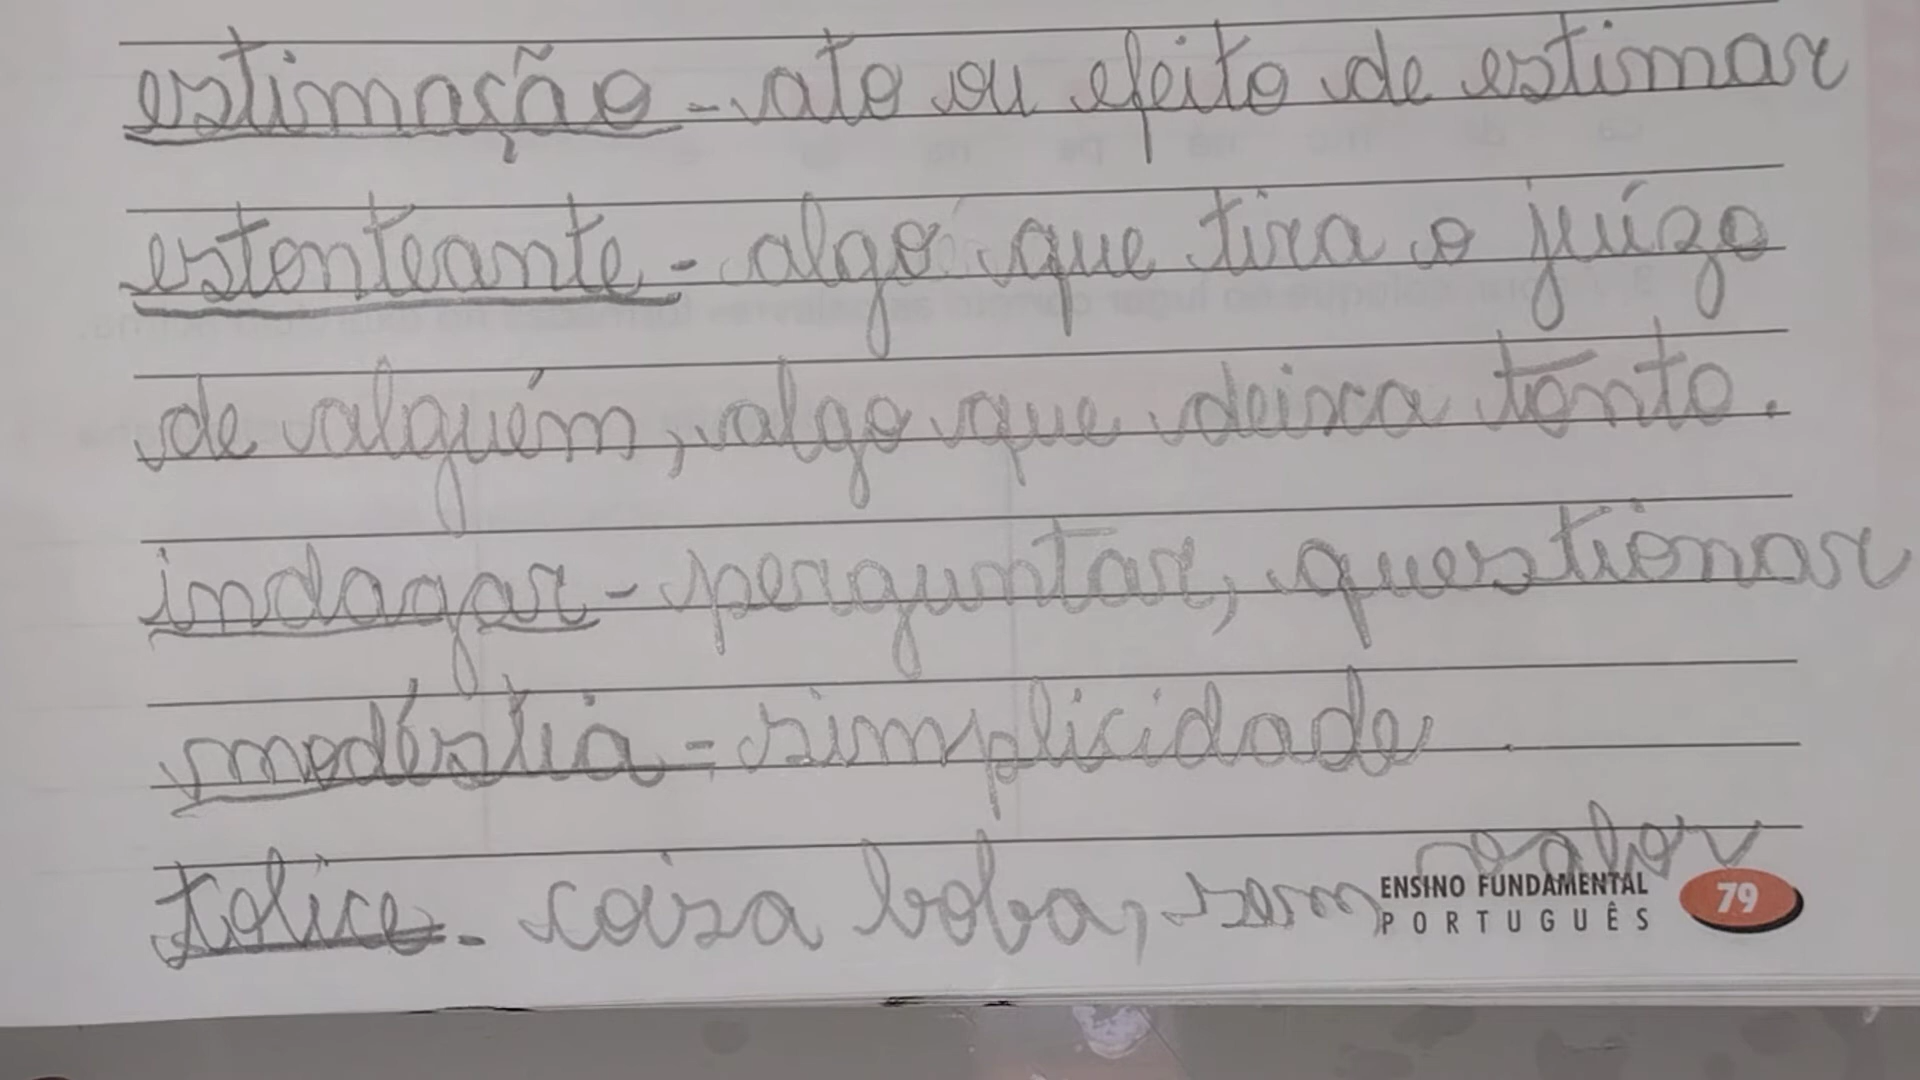 estimação - ato ou efeito de estimar
estonteante - algo que tira o juízo
de alguém, algo que deixa tonto.
indagar - perguntar, questionar
modéstia - simplicidade
tolice - coisa boba, sem valor
ENSINO FUNDAMENTAL
PORTUGUÊS
79